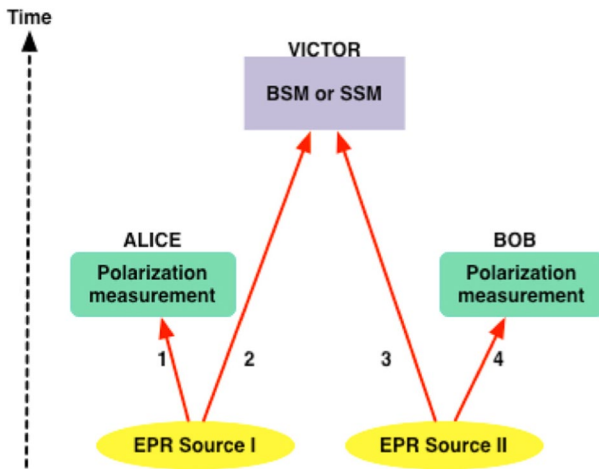 Time
VICTOR
BSM or SSM
ALICE
Polarization
measurement
BOB
Polarization
measurement
1
2
3
4
EPR Source I
EPR Source II